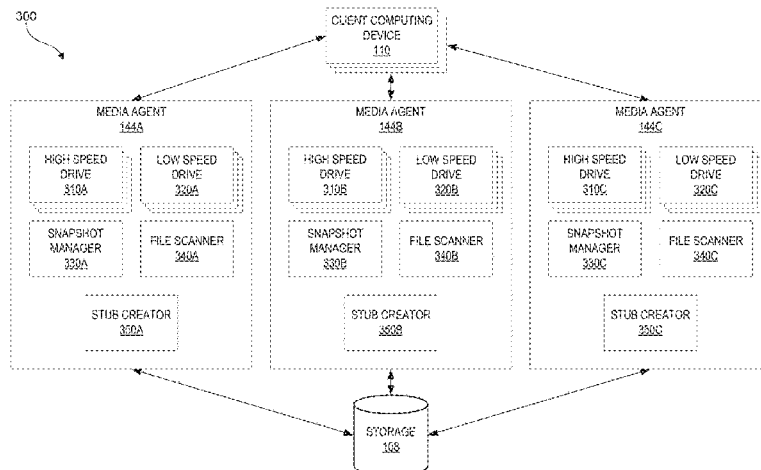 300
CLIENT COMPUTING
DEVICE
110
MEDIA AGENT
144A
HIGH SPEED
DRIVE
310A
LOW SPEED
DRIVE
320A
SNAPSHOT
MANAGER
330A
FILE SCANNER
340A
STUB CREATOR
350A
MEDIA AGENT
144B
HIGH SPEED
DRIVE
310B
LOW SPEED
DRIVE
320B
SNAPSHOT
MANAGER
330B
FILE SCANNER
340B
STUB CREATOR
350B
MEDIA AGENT
144C
HIGH SPEED
DRIVE
310C
LOW SPEED
DRIVE
320C
SNAPSHOT
MANAGER
330C
FILE SCANNER
340C
STUB CREATOR
350C
STORAGE
108